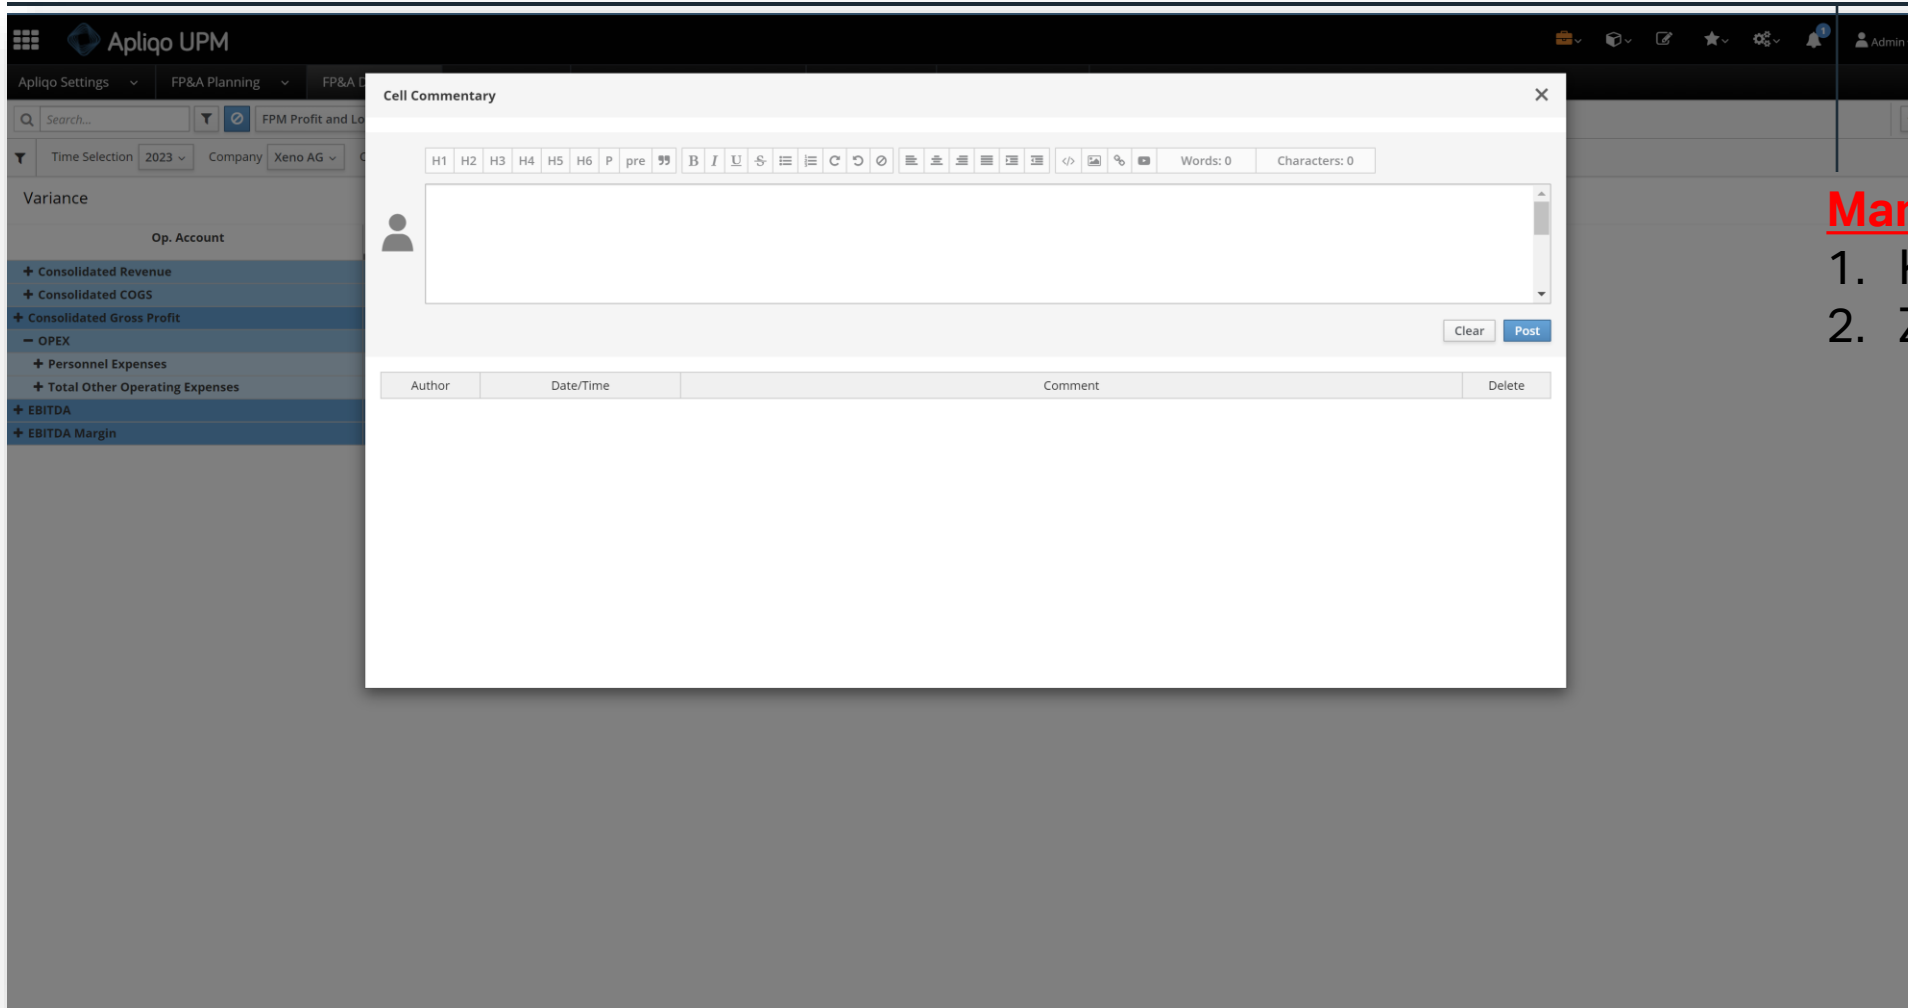 Apliqo UPM
1
Admin
Apliqo Settings FP&A Planning FP&A D
Search... FPM Profit and Lo
Time Selection 2023 Company Xeno AG
Variance
Op. Account
+ Consolidated Revenue
+ Consolidated COGS
+ Consolidated Gross Profit
− OPEX
+ Personnel Expenses
+ Total Other Operating Expenses
+ EBITDA
+ EBITDA Margin
Cell Commentary
H1 H2 H3 H4 H5 H6 P pre B I U S Words: 0 Characters: 0
Clear Post
Author Date/Time Comment Delete
Mar
1.
2. Z